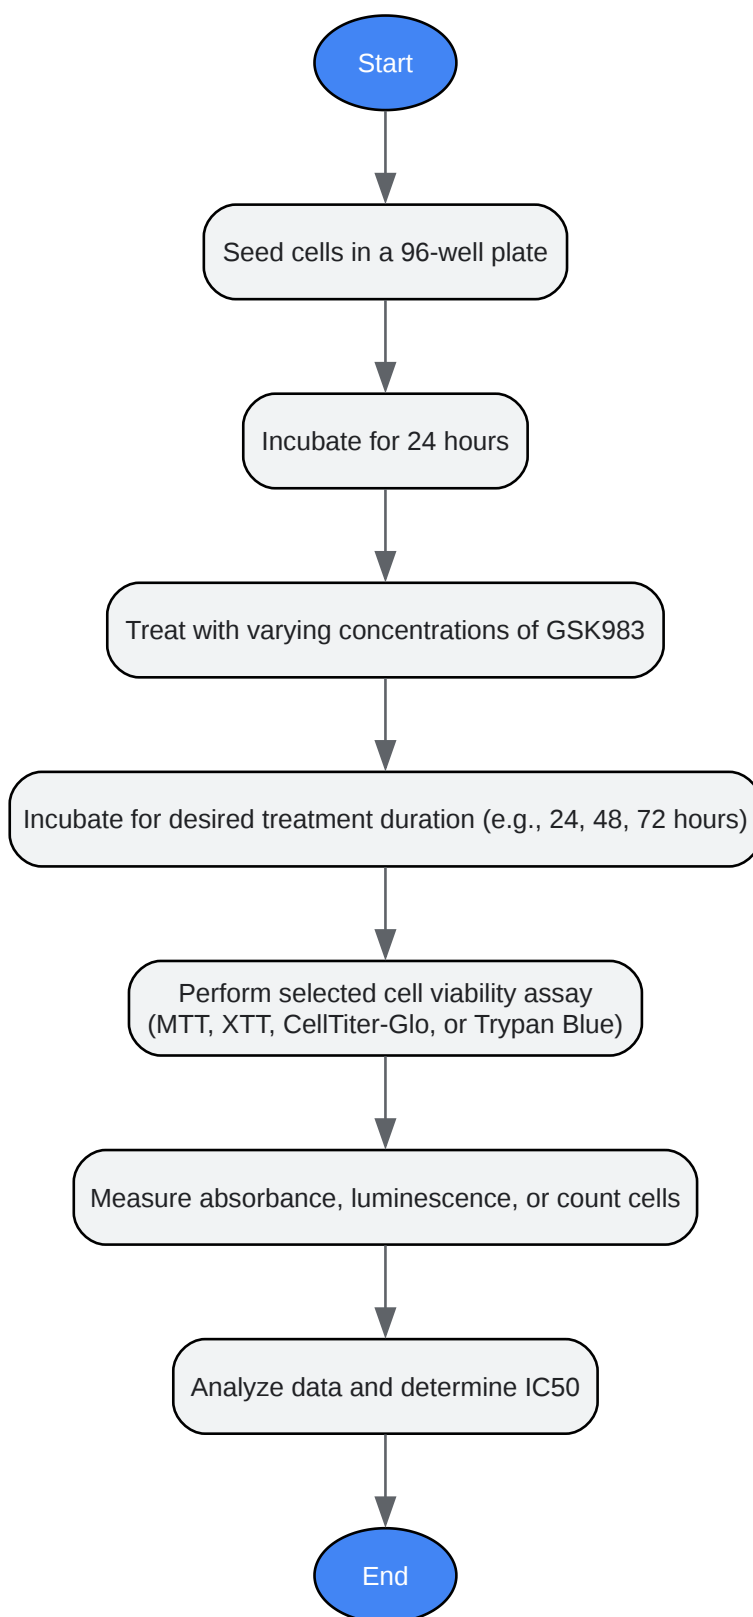 Start
Seed cells in a 96-well plate
Incubate for 24 hours
Treat with varying concentrations of GSK983
Incubate for desired treatment duration (e.g., 24, 48, 72 hours)
Perform selected cell viability assay
(MTT, XTT, CellTiter-Glo, or Trypan Blue)
Measure absorbance, luminescence, or count cells
Analyze data and determine IC50
End